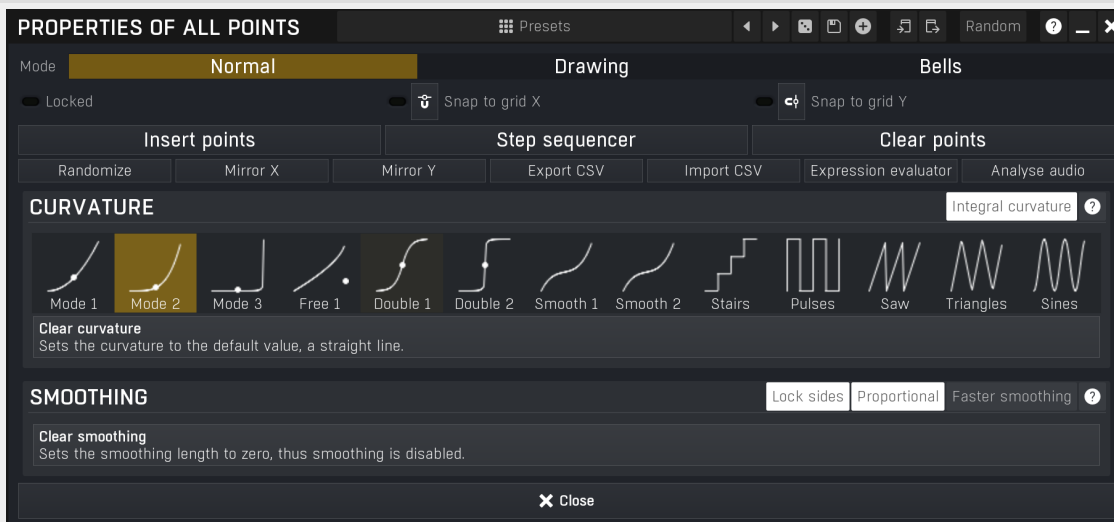 PROPERTIES OF ALL POINTS Presets Random ?
Mode Normal Drawing Bells
Locked Snap to grid X Snap to grid Y
Insert points Step sequencer Clear points
Randomize Mirror X Mirror Y Export CSV Import CSV Expression evaluator Analyse audio
CURVATURE Integral curvature ?
Mode 1 Mode 2 Mode 3 Free 1 Double 1 Double 2 Smooth 1 Smooth 2 Stairs Pulses Saw Triangles Sines
Clear curvature
Sets the curvature to the default value, a straight line.
SMOOTHING Lock sides Proportional Faster smoothing ?
Clear smoothing
Sets the smoothing length to zero, thus smoothing is disabled.
Close